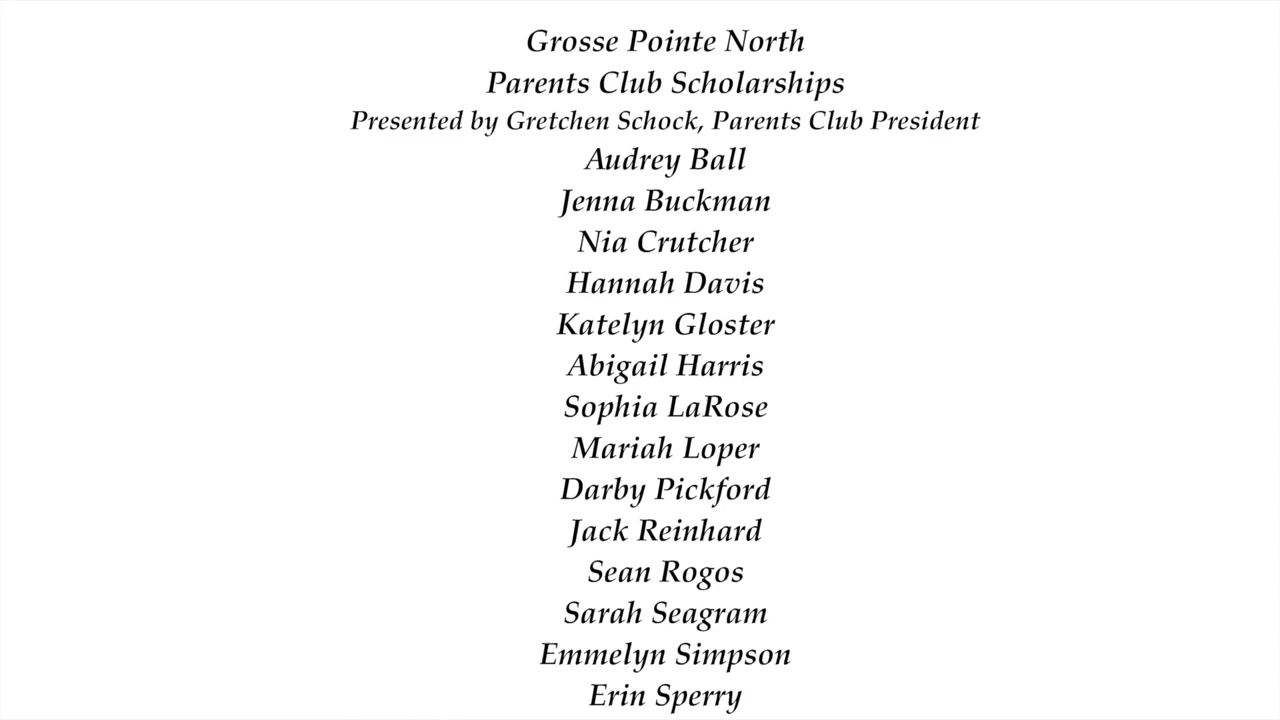 Grosse Pointe North
Parents Club Scholarships
Presented by Gretchen Schock, Parents Club President
Audrey Ball
Jenna Buckman
Nia Crutcher
Hannah Davis
Katelyn Gloster
Abigail Harris
Sophia LaRose
Mariah Loper
Darby Pickford
Jack Reinhard
Sean Rogos
Sarah Seagram
Emmelyn Simpson
Erin Sperry